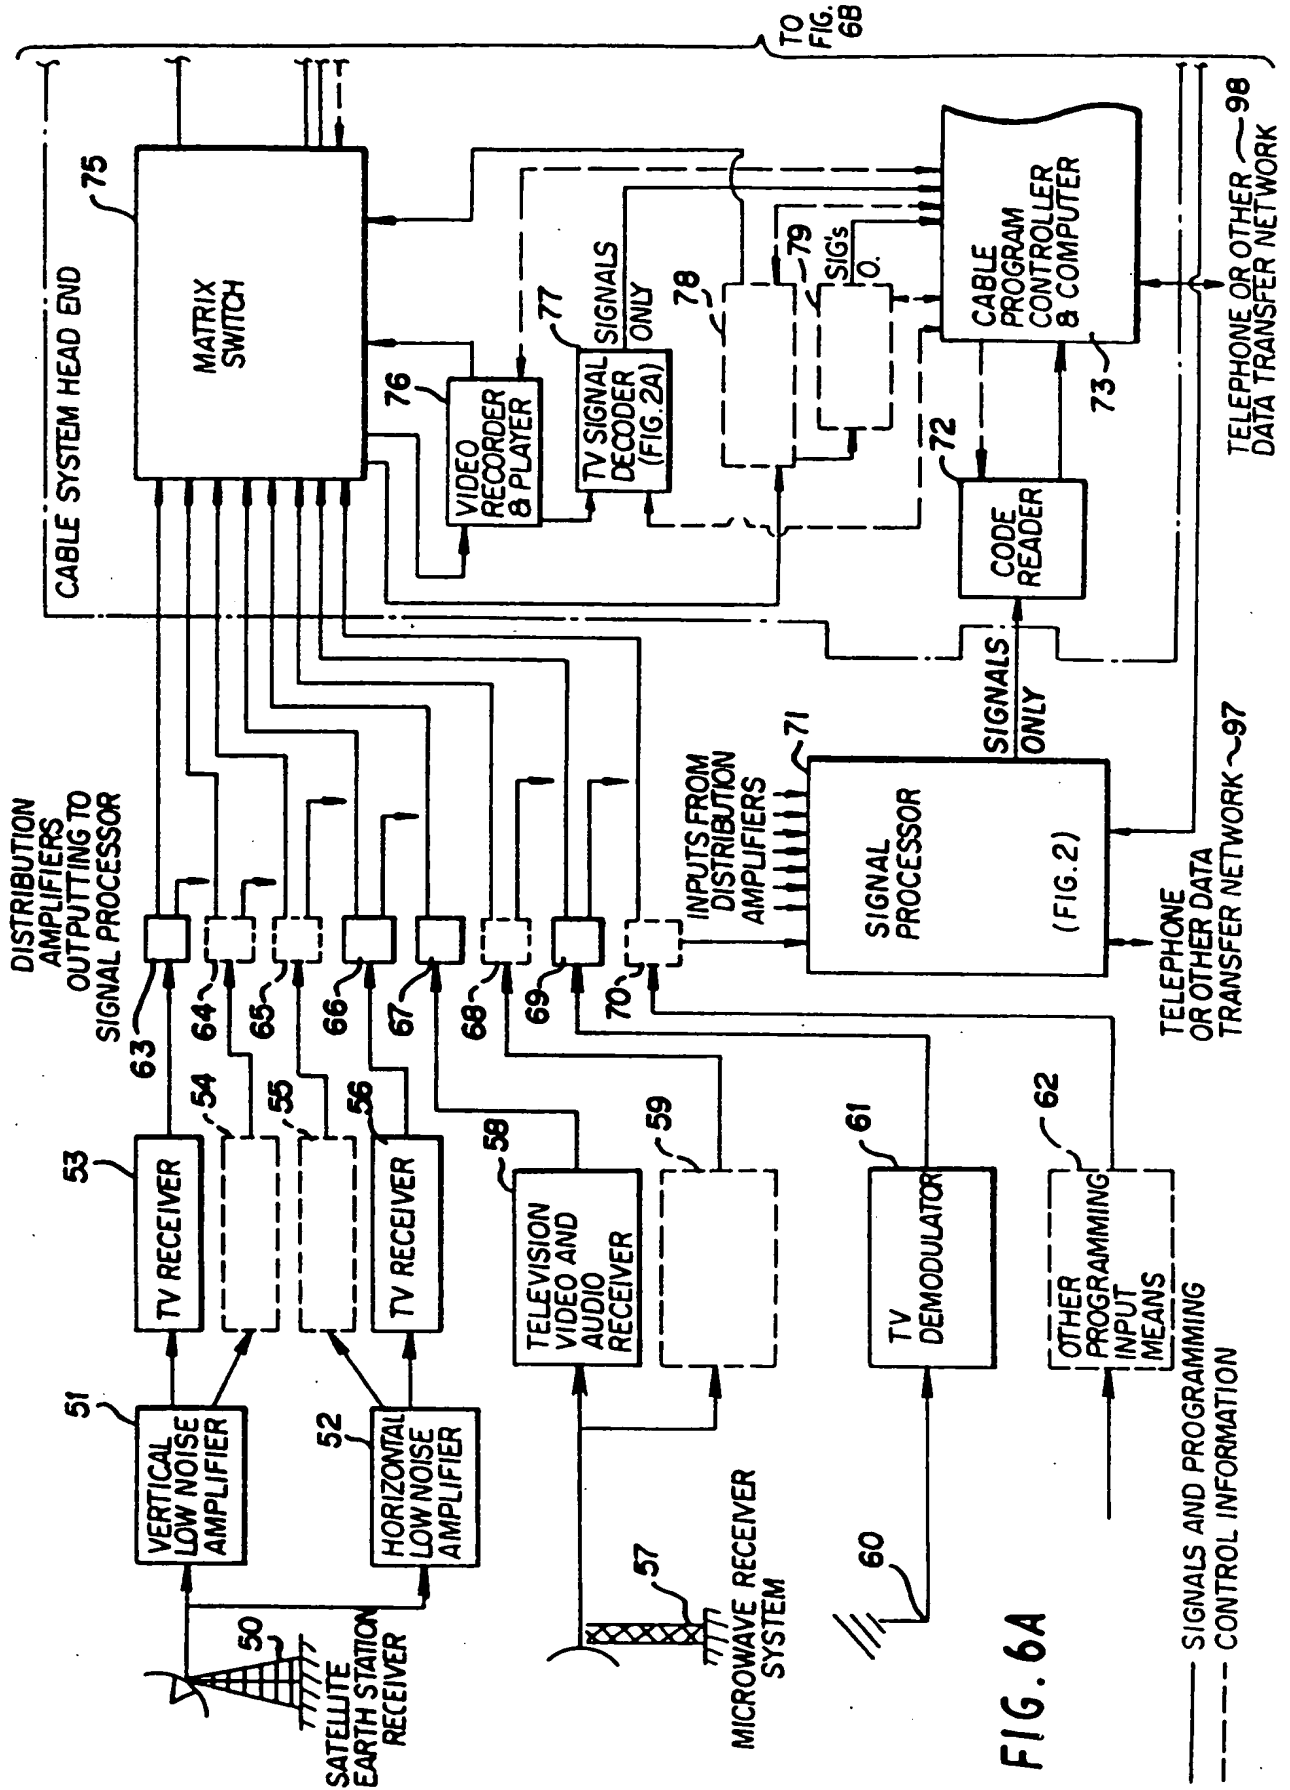 SATELLITE
EARTH STATION
RECEIVER
50
51
VERTICAL
LOW NOISE
AMPLIFIER
52
HORIZONTAL
LOW NOISE
AMPLIFIER
53
TV RECEIVER
54
55
56
TV RECEIVER
DISTRIBUTION
AMPLIFIERS
OUTPUTTING TO
SIGNAL PROCESSOR
63
64
65
66
67
68
69
70
CABLE SYSTEM HEAD END
75
MATRIX
SWITCH
76
VIDEO
RECORDER
& PLAYER
77
TV SIGNAL
DECODER
(FIG. 2A)
SIGNALS
ONLY
78
79
SIG's
O.
TO
FIG.
6B
MICROWAVE RECEIVER
SYSTEM
57
58
TELEVISION
VIDEO AND
AUDIO
RECEIVER
59
60
61
TV
DEMODULATOR
62
OTHER
PROGRAMMING
INPUT
MEANS
INPUTS FROM
DISTRIBUTION
AMPLIFIERS
71
SIGNAL
PROCESSOR
(FIG.2)
SIGNALS
ONLY
72
CODE
READER
CABLE
PROGRAM
CONTROLLER
& COMPUTER
73
TELEPHONE
OR OTHER DATA
TRANSFER NETWORK 97
TELEPHONE OR OTHER 98
DATA TRANSFER NETWORK
FIG. 6A
SIGNALS AND PROGRAMMING
CONTROL INFORMATION